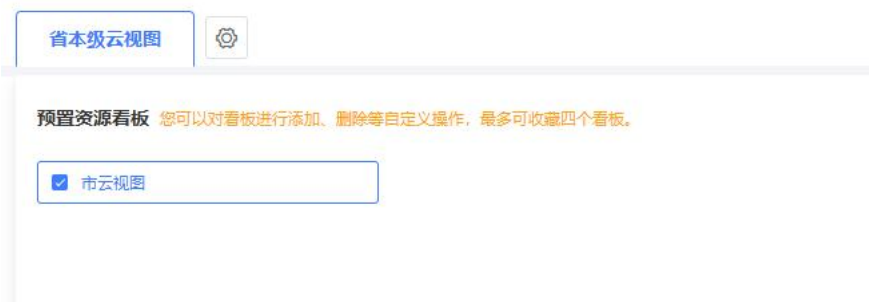 省本级云视图
预置资源看板 您可以对看板进行添加、删除等自定义操作，最多可收藏四个看板。
市云视图